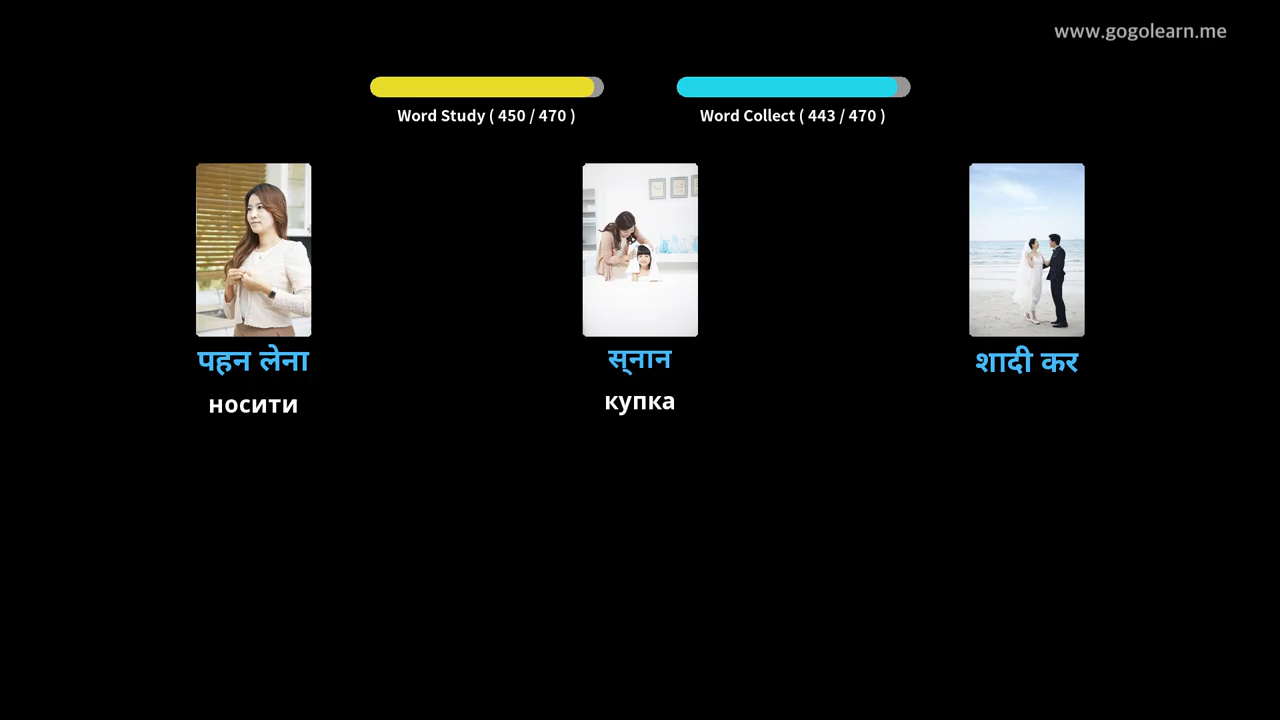 www.gogolearn.me
Word Study ( 450 / 470 )
Word Collect ( 443 / 470 )
पहन लेना
स्नान
शादी कर
носити
купка